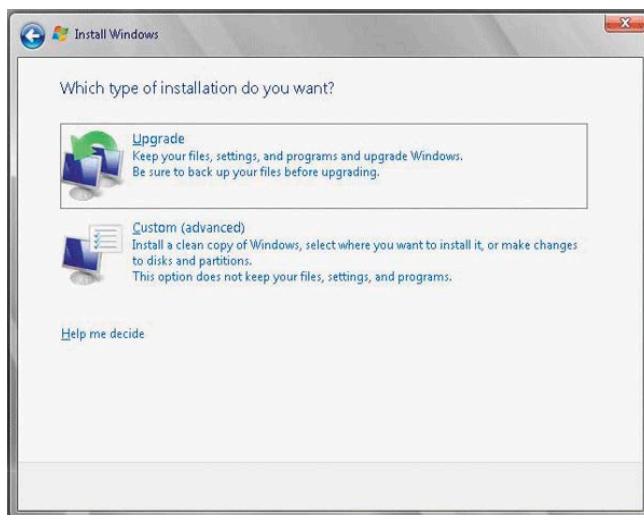 Install Windows
Which type of installation do you want?
Upgrade
Keep your files, settings, and programs and upgrade Windows.
Be sure to back up your files before upgrading.
Custom (advanced)
Install a clean copy of Windows, select where you want to install it, or make changes
to disks and partitions.
This option does not keep your files, settings, and programs.
Help me decide